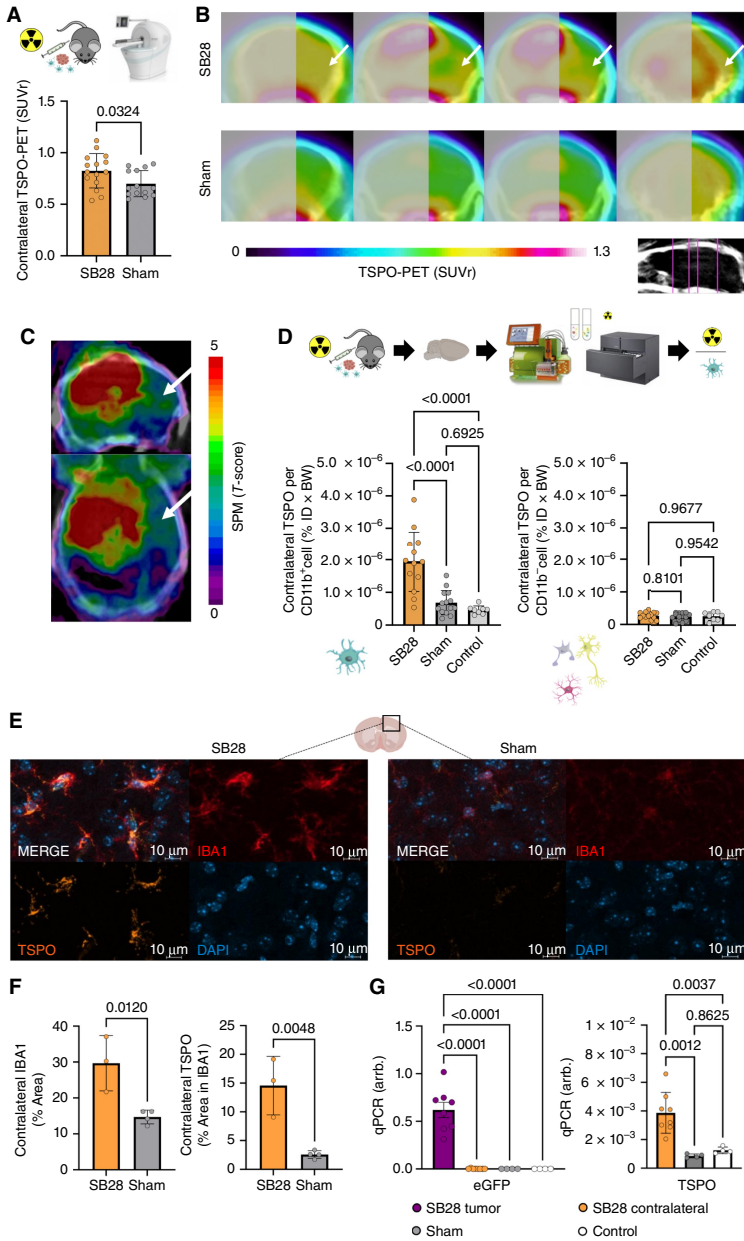 A
Contralateral TSPO-PET (SUVr)
1.5
1.0
0.5
0.0
0.0324
SB28
Sham
B
SB28
Sham
0
1.3
TSPO-PET (SUVr)
C
5
SPM (T-score)
0
D
Contralateral TSPO per
CD11b⁺cell (% ID × BW)
5.0 × 10⁻⁶
4.0 × 10⁻⁶
3.0 × 10⁻⁶
2.0 × 10⁻⁶
1.0 × 10⁻⁶
0
<0.0001
0.6925
<0.0001
SB28
Sham
Control
Contralateral TSPO per
CD11b⁻cell (% ID × BW)
5.0 × 10⁻⁶
4.0 × 10⁻⁶
3.0 × 10⁻⁶
2.0 × 10⁻⁶
1.0 × 10⁻⁶
0
0.9677
0.9542
0.8101
SB28
Sham
Control
E
SB28
Sham
MERGE
10 µm
IBA1
10 µm
TSPO
10 µm
DAPI
10 µm
MERGE
10 µm
IBA1
10 µm
TSPO
10 µm
DAPI
10 µm
F
Contralateral IBA1
(% Area)
40
30
20
10
0
0.0120
SB28 Sham
Contralateral TSPO
(% Area in IBA1)
25
20
15
10
5
0
0.0048
SB28 Sham
G
qPCR (arrb.)
1.5
1.0
0.5
0.0
<0.0001
<0.0001
<0.0001
eGFP
qPCR (arrb.)
1 × 10⁻²
8 × 10⁻³
6 × 10⁻³
4 × 10⁻³
2 × 10⁻³
0
0.0037
0.8625
0.0012
TSPO
SB28 tumor
SB28 contralateral
Sham
Control